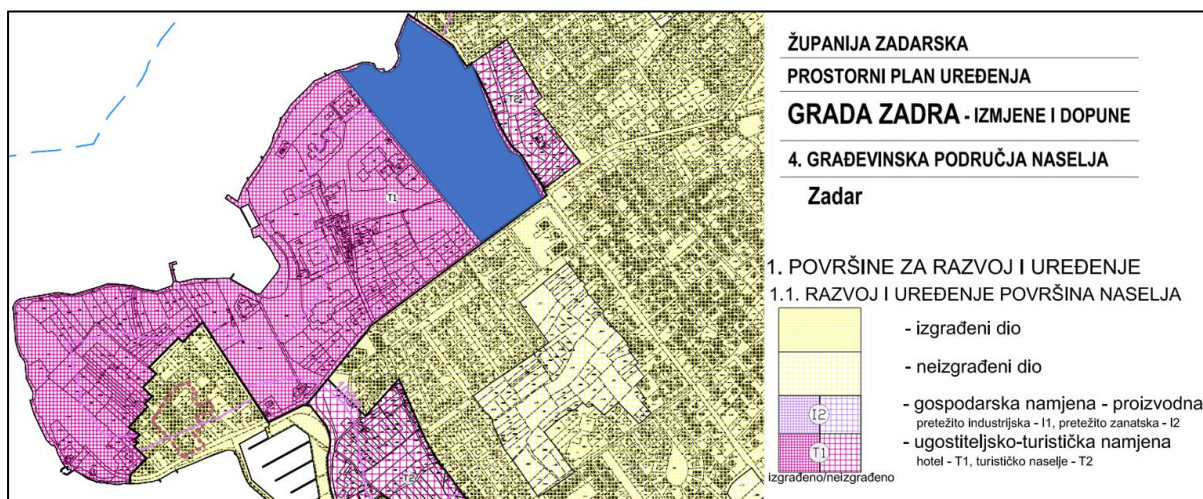 T2
T1
T2
ŽUPANIJA ZADARSKA
PROSTORNI PLAN UREĐENJA
GRADA ZADRA - IZMJENE I DOPUNE
4. GRAĐEVINSKA PODRUČJA NASELJA
Zadar
1. POVRŠINE ZA RAZVOJ I UREĐENJE
1.1. RAZVOJ I UREĐENJE POVRŠINA NASELJA
- izgrađeni dio
- neizgrađeni dio
I2
- gospodarska namjena - proizvodna
pretežito industrijska - I1, pretežito zanatska - I2
T1
- ugostiteljsko-turistička namjena
hotel - T1, turističko naselje - T2
izgrađeno/neizgrađeno